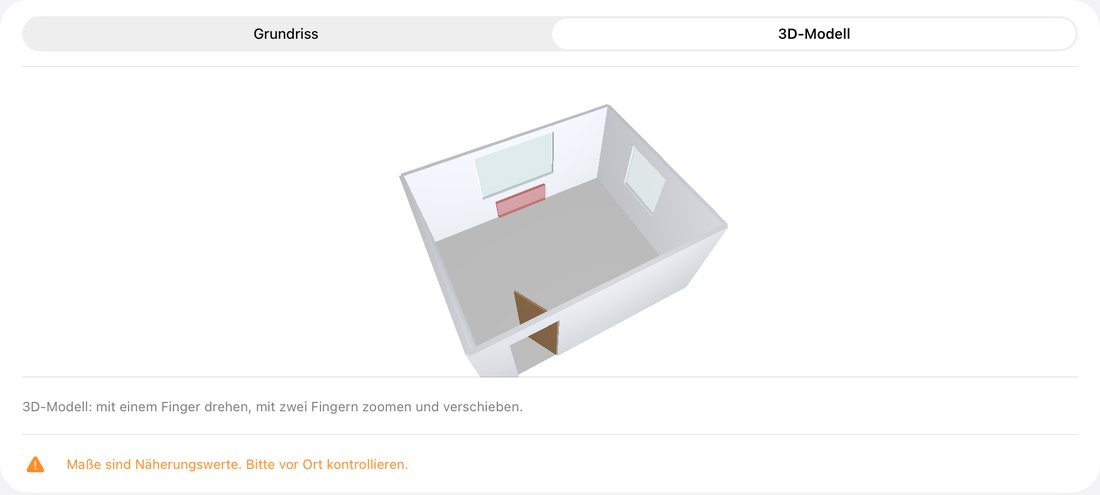 Grundriss
3D-Modell
3D-Modell: mit einem Finger drehen, mit zwei Fingern zoomen und verschieben.
Maße sind Näherungswerte. Bitte vor Ort kontrollieren.